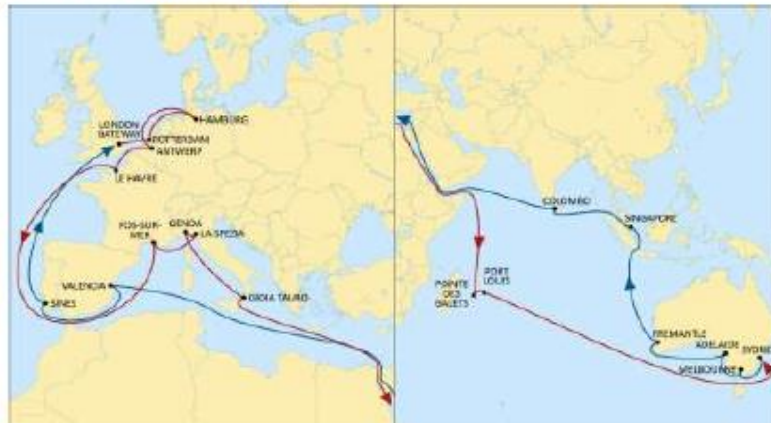 HAMBURG
LONDON
GATEWAY
ROTTERDAM
ANTWERP
LE HAVRE
FOS-SUR-
MER
GENOA
LA SPEZIA
VALENCIA
SINES
GIOIA TAURO
COLOMBO
SINGAPORE
POINTE
DES
GALETS
PORT
LOUIS
FREMANTLE
ADELAIDE
SYDNE
MELBOURNE